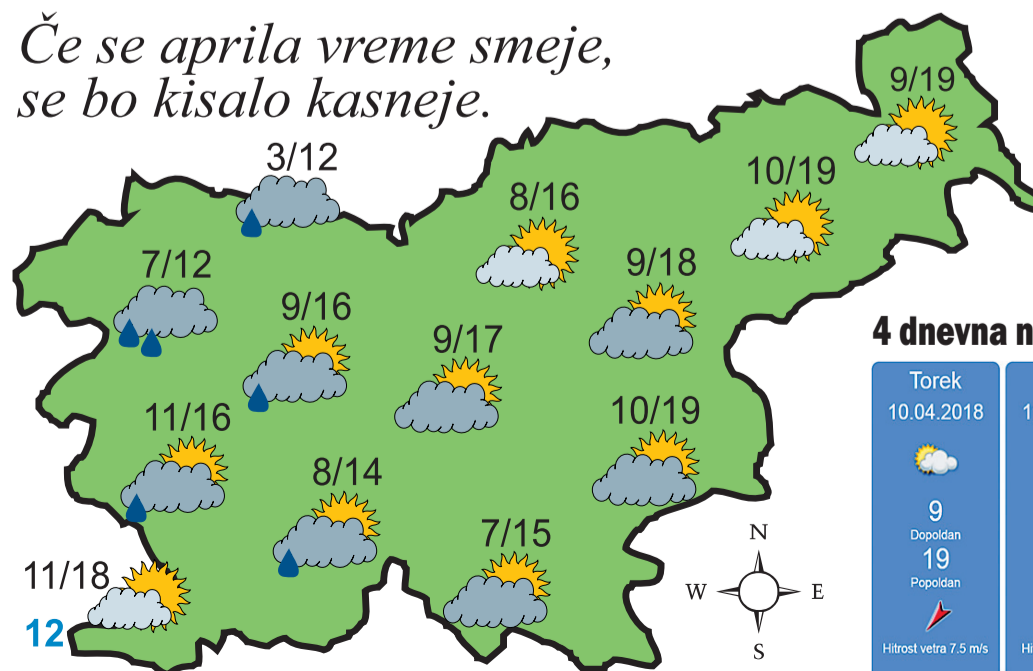 Če se aprila vreme smeje,
se bo kisalo kasneje.
9/19
3/12
10/19
8/16
7/12
9/18
9/16
9/17
11/16
10/19
8/14
7/15
11/18
12
N
W E
S
4 dnevna n
Torek
10.04.2018
1
9
Dopoldan
19
Popoldan
Hitrost vetra 7.5 m/s
Hi